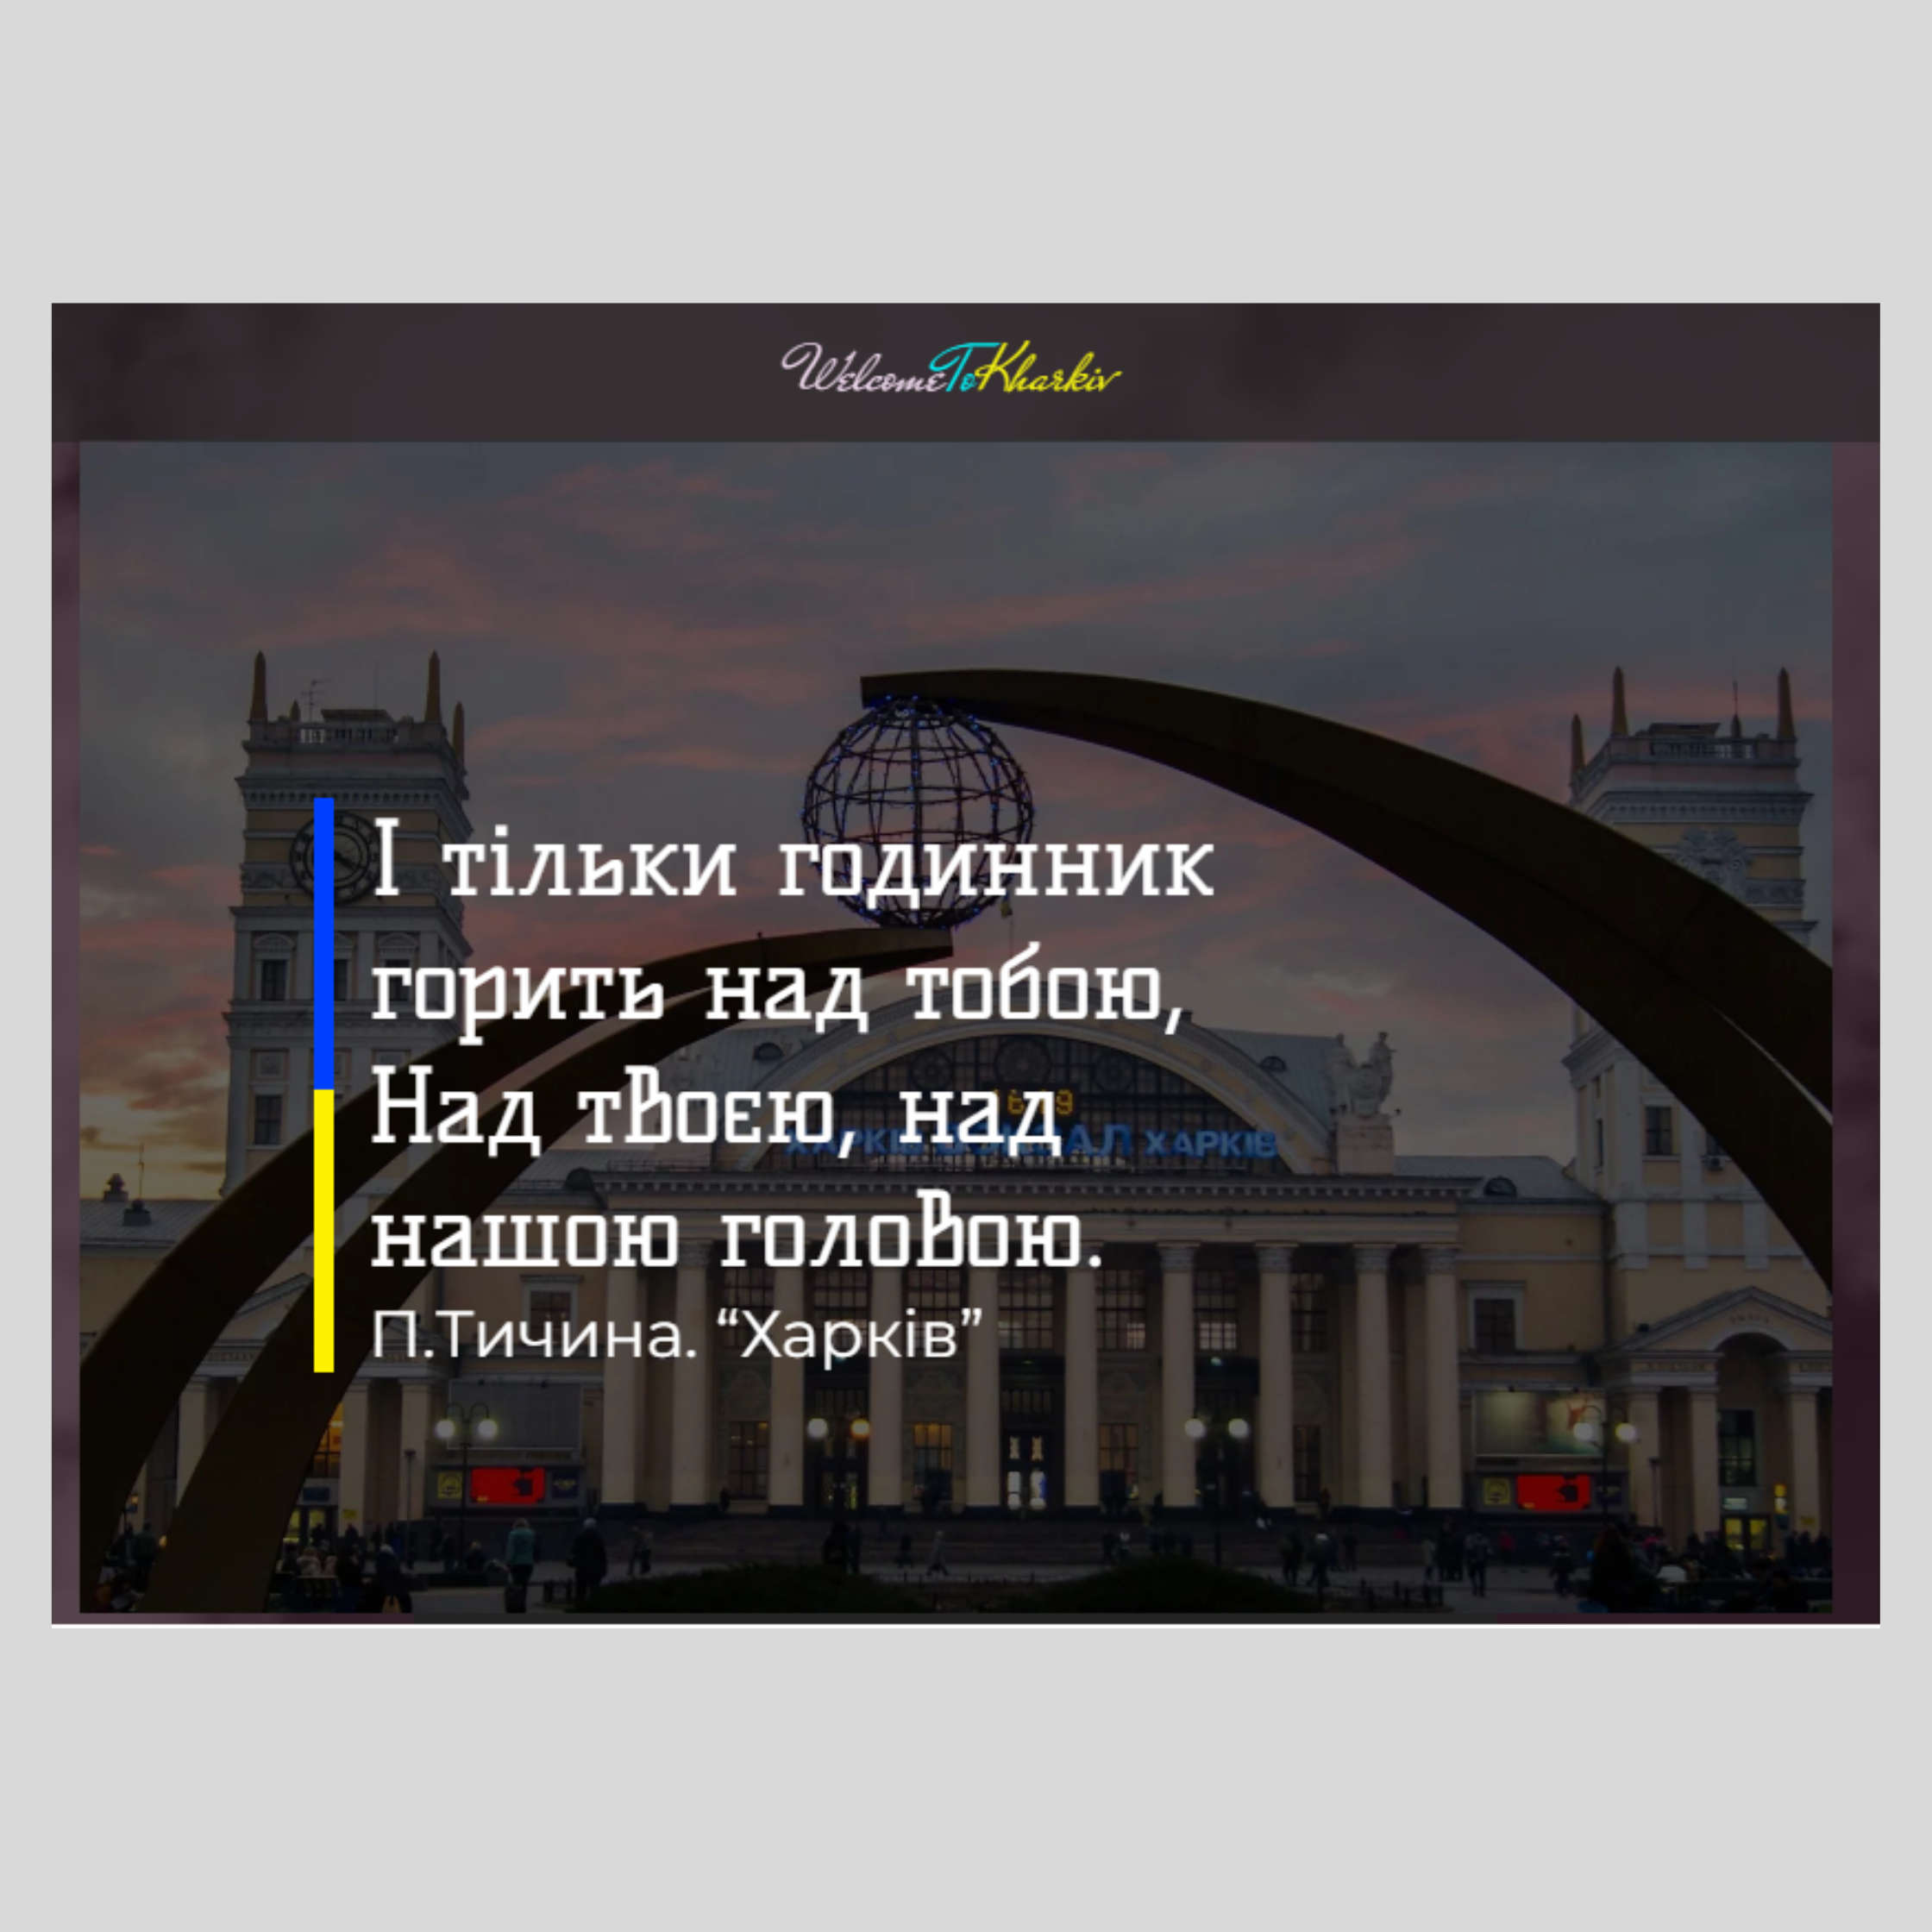 WelcomeToKharkiv
І тільки годинник
горить над тобою,
Над твоєю, над
нашою головою.
П.Тичина. “Харків”
ХАРКІВ ВОКЗАЛ ХАРКІВ